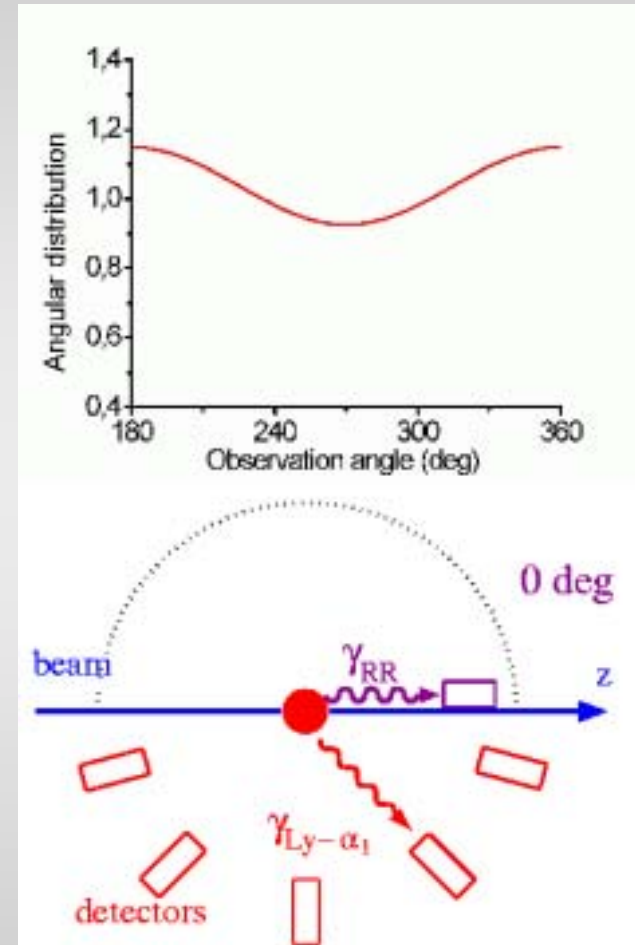 1,4
1,2
1,0
0,8
0,6
0,4
Angular distribution
180 240 300 360
Observation angle (deg)
0 deg
beam
γRR
z
γLy-α1
detectors